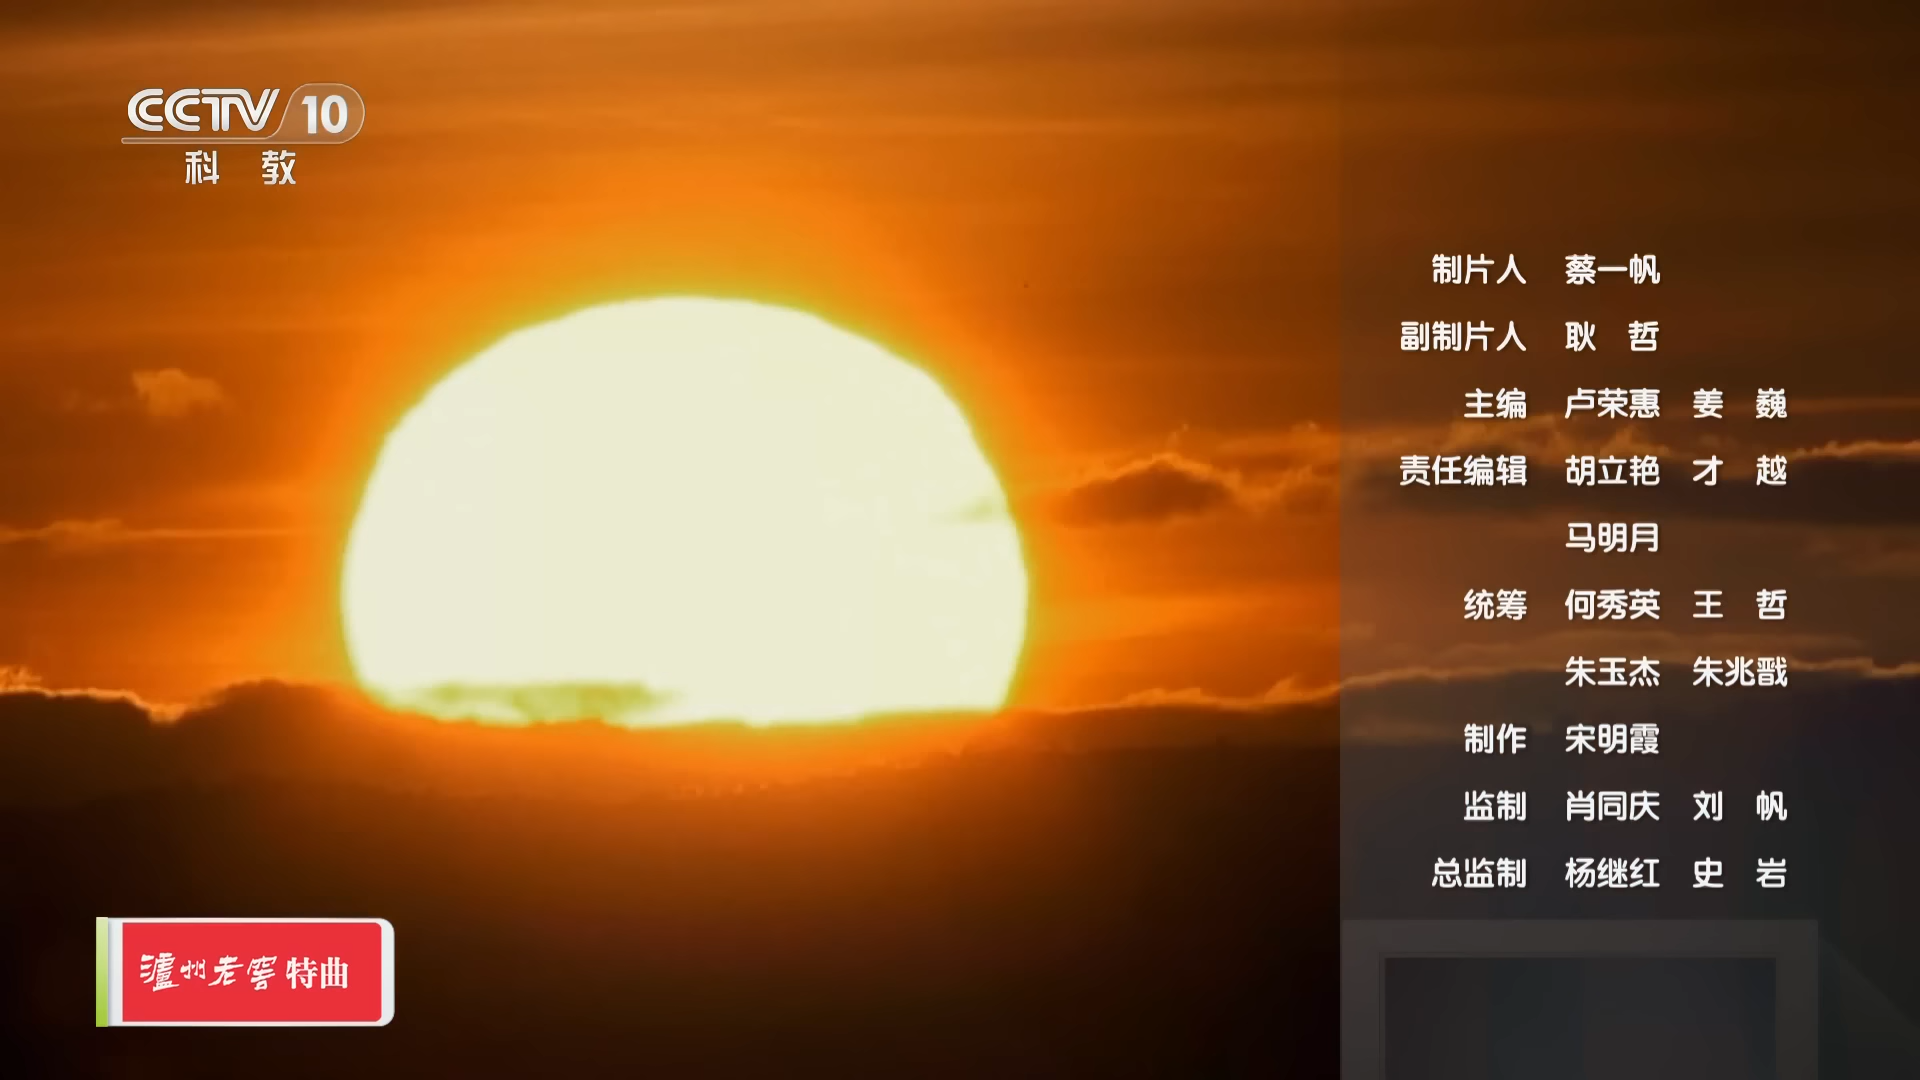 CCTV 10
科 教
制片人 蔡一帆
副制片人 耿 哲
主编 卢荣惠 姜 巍
责任编辑 胡立艳 才 越
马明月
统筹 何秀英 王 哲
朱玉杰 朱兆戬
制作 宋明霞
监制 肖同庆 刘 帆
总监制 杨继红 史 岩
泸州老窖特曲